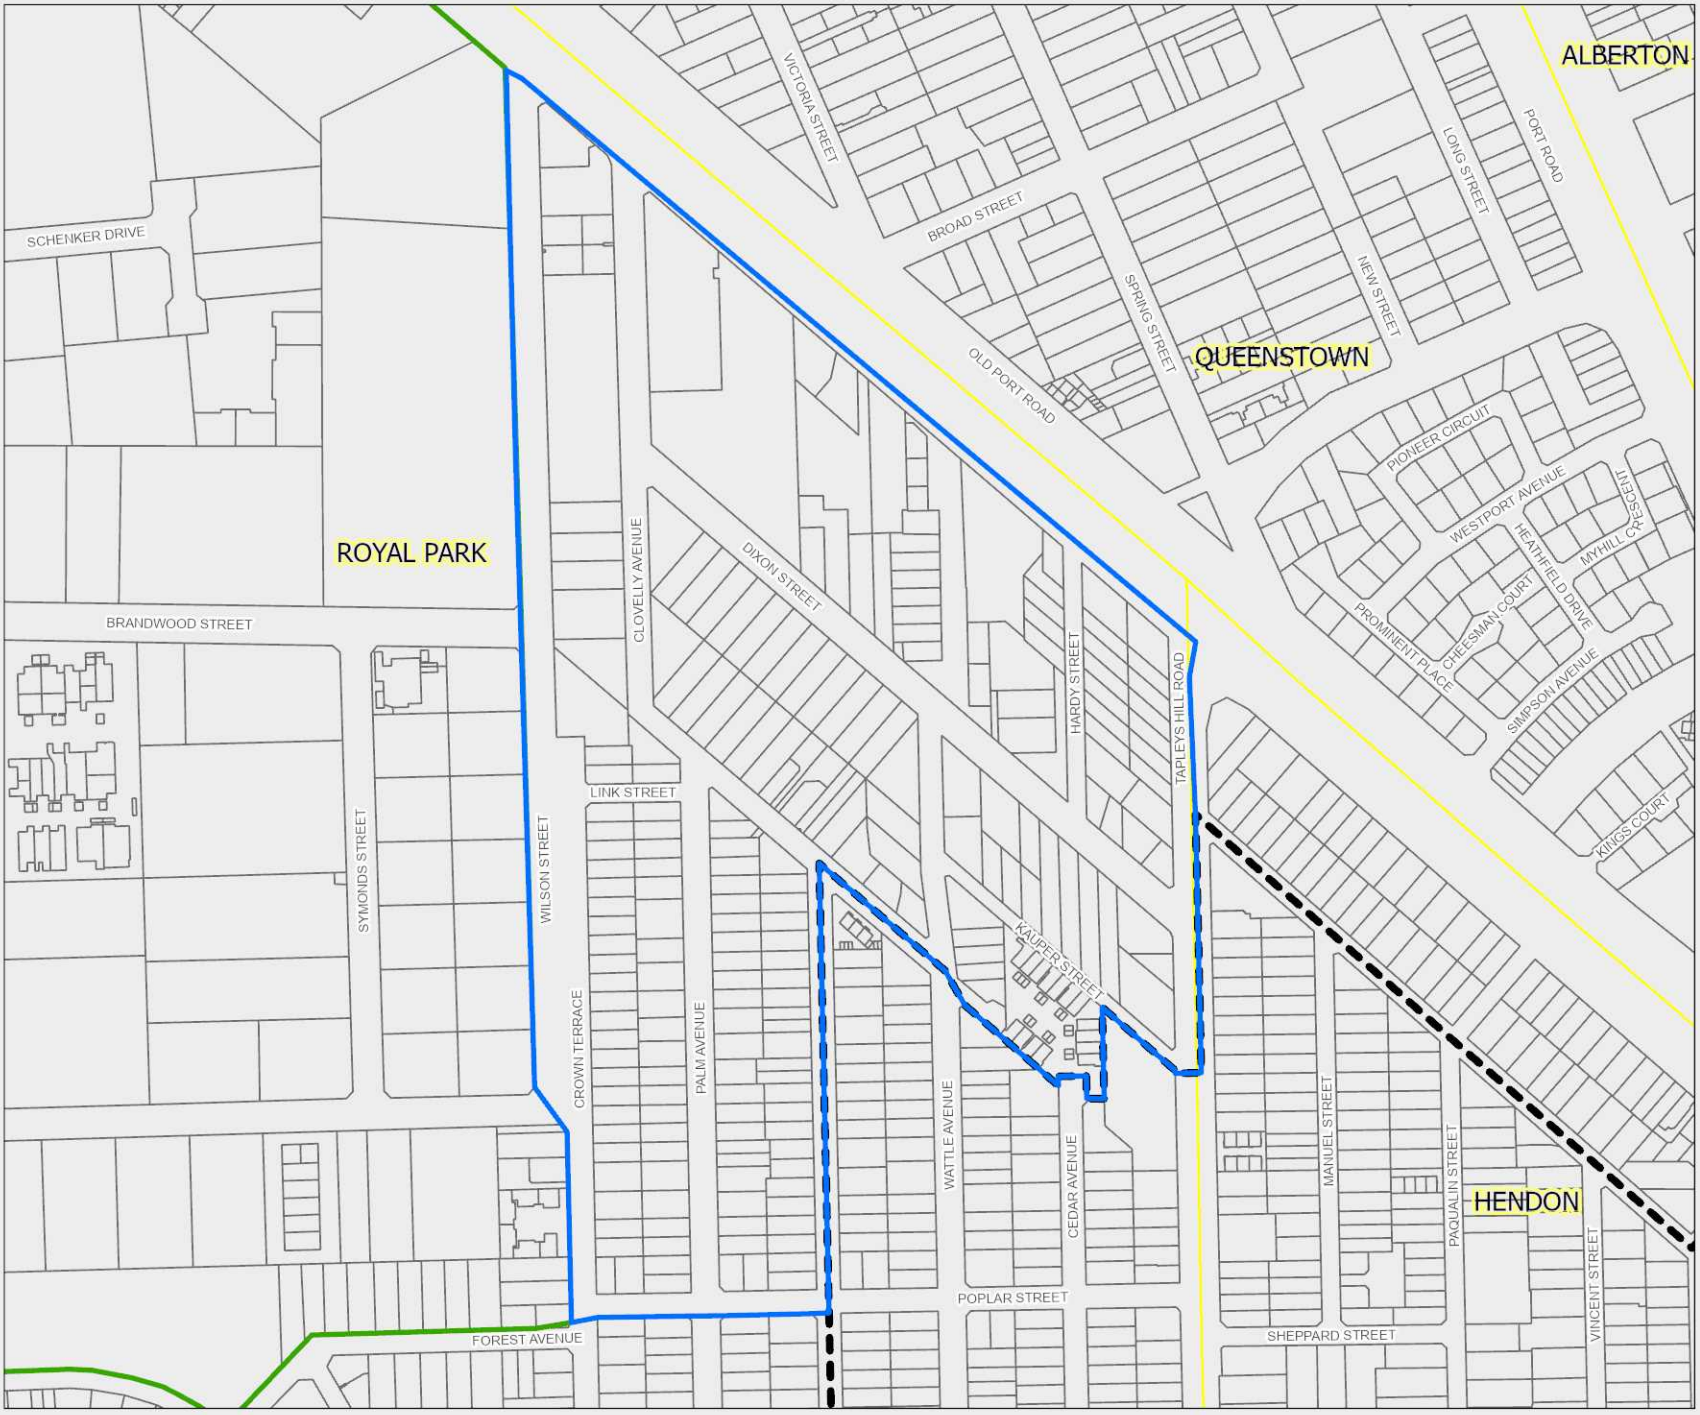 ALBERTON
VICTORIA STREET
PORT ROAD
LONG STREET
BROAD STREET
SCHENKER DRIVE
NEW STREET
SPRING STREET
QUEENSTOWN
OLD PORT ROAD
PIONEER CIRCUIT
WESTPORT AVENUE
MYHILL CRESCENT
HEATHFIELD DRIVE
ROYAL PARK
CLOVELLY AVENUE
DIXON STREET
BRANDWOOD STREET
CHEESMAN COURT
PROMINENT PLACE
HARDY STREET
TAPLEYS HILL ROAD
SIMPSON AVENUE
LINK STREET
KINGS COURT
SYMONDS STREET
WILSON STREET
KAUPER STREET
CROWN TERRACE
PALM AVENUE
WATTLE AVENUE
CEDAR AVENUE
MANUEL STREET
PAQUALIN STREET
HENDON
VINCENT STREET
POPLAR STREET
FOREST AVENUE
SHEPPARD STREET